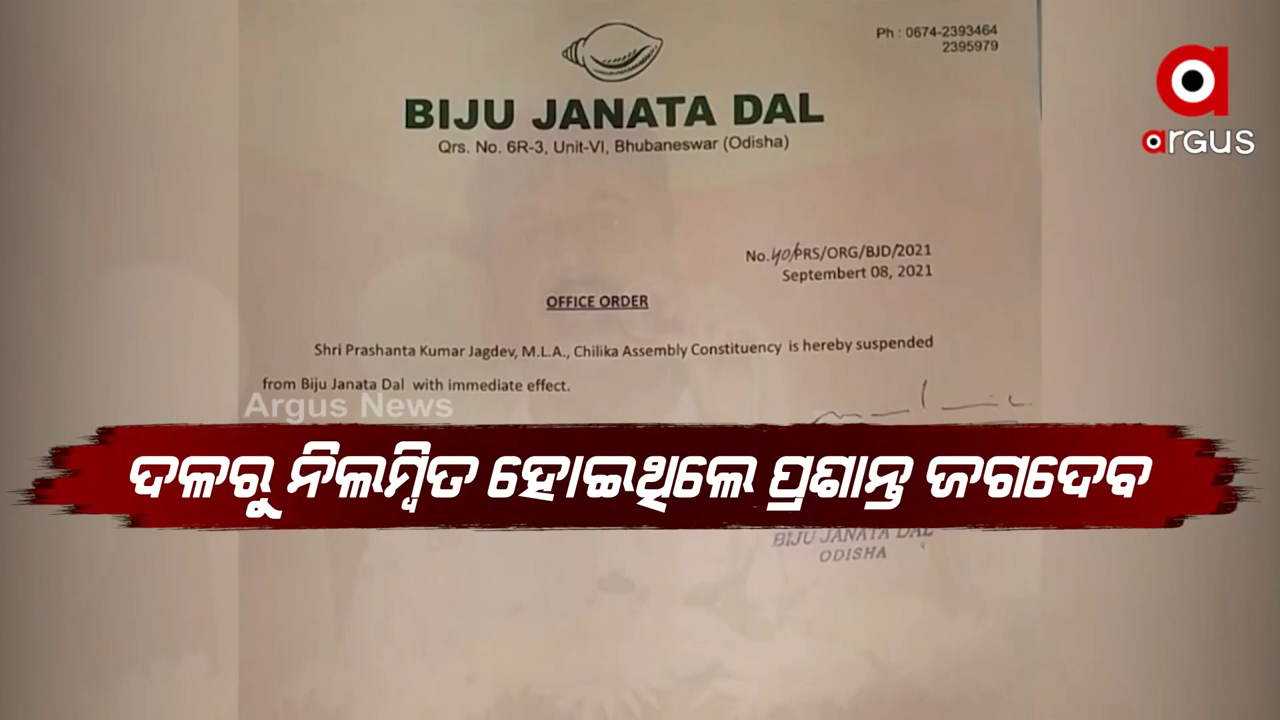 Ph : 0674-2393464
2395979
argus
BIJU JANATA DAL
Qrs. No. 6R-3, Unit-VI, Bhubaneswar (Odisha)
No.40/PRS/ORG/BJD/2021
Septembert 08, 2021
OFFICE ORDER
Shri Prashanta Kumar Jagdev, M.L.A., Chilika Assembly Constituency is hereby suspended
from Biju Janata Dal with immediate effect.
Argus News
ଦଳରୁ ନିଲମ୍ବିତ ହୋଇଥିଲେ ପ୍ରଶାନ୍ତ ଜଗଦେବ
BIJU JANATA DAL
ODISHA